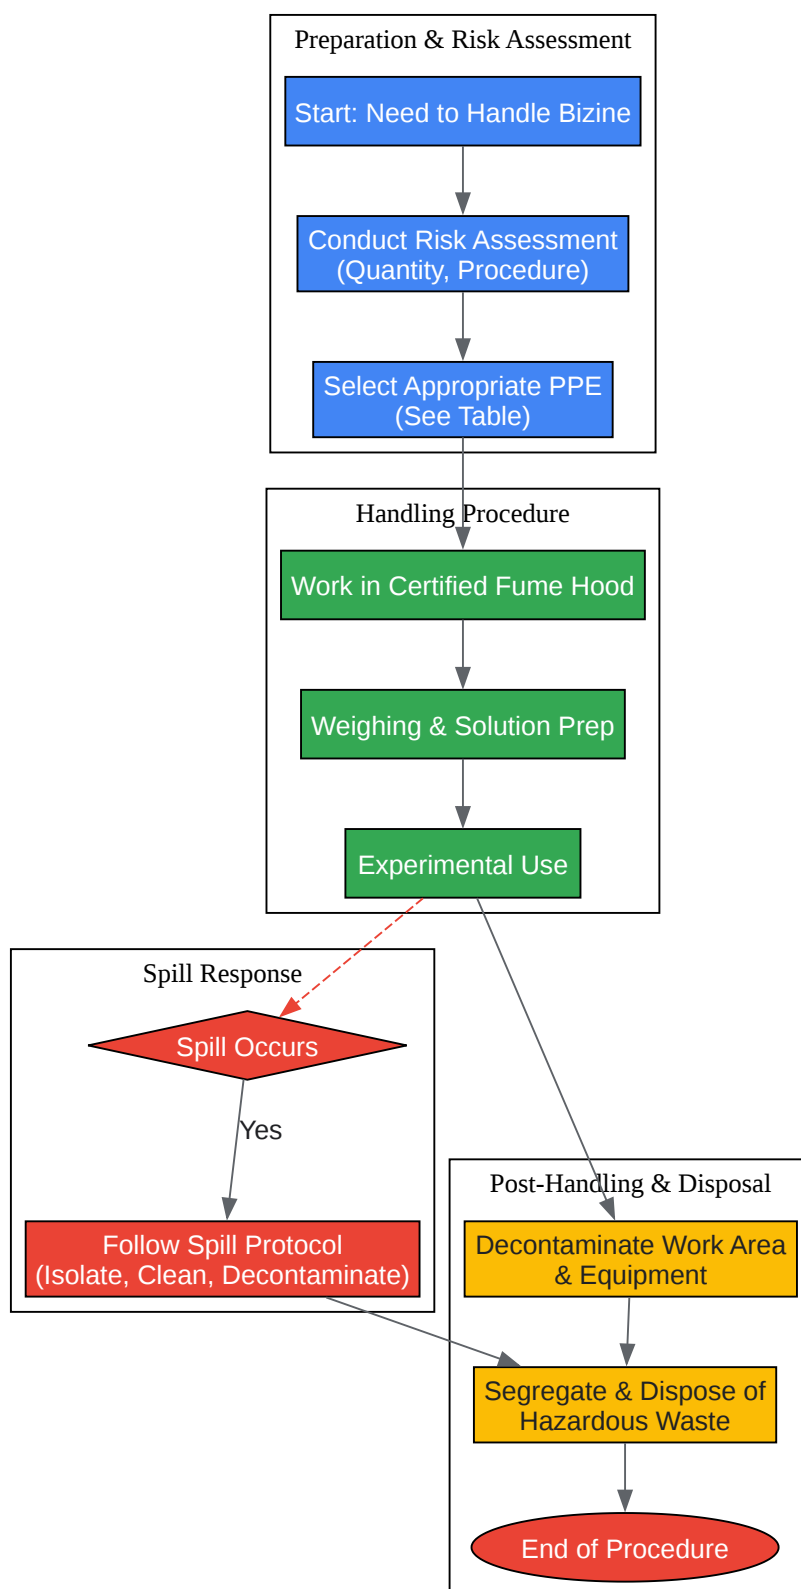 Preparation & Risk Assessment
Start: Need to Handle Bizine
Conduct Risk Assessment
(Quantity, Procedure)
Select Appropriate PPE
(See Table)
Handling Procedure
Work in Certified Fume Hood
Weighing & Solution Prep
Experimental Use
Spill Response
Spill Occurs
Yes
Follow Spill Protocol
(Isolate, Clean, Decontaminate)
Post-Handling & Disposal
Decontaminate Work Area
& Equipment
Segregate & Dispose of
Hazardous Waste
End of Procedure